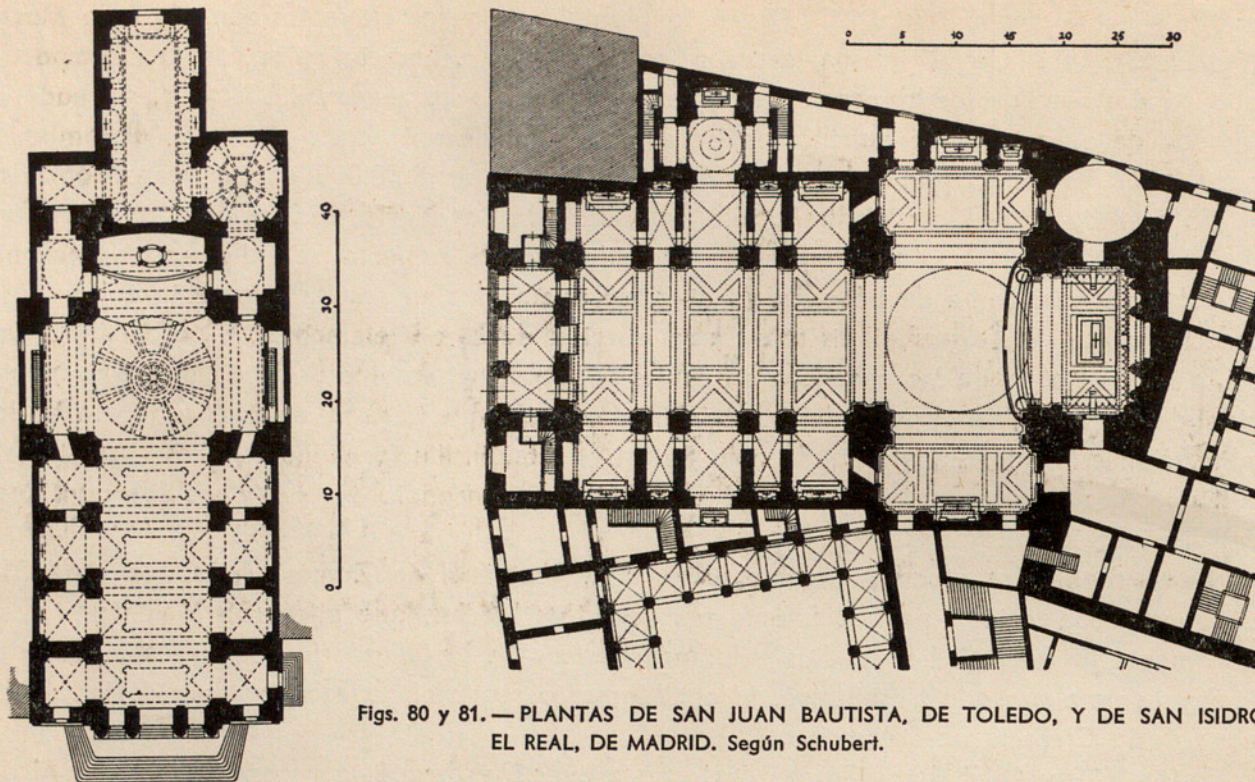 0 5 10 15 20 25 30
40
30
20
10
0
Figs. 80 y 81. — PLANTAS DE SAN JUAN BAUTISTA, DE TOLEDO, Y DE SAN ISIDRO
EL REAL, DE MADRID. Según Schubert.